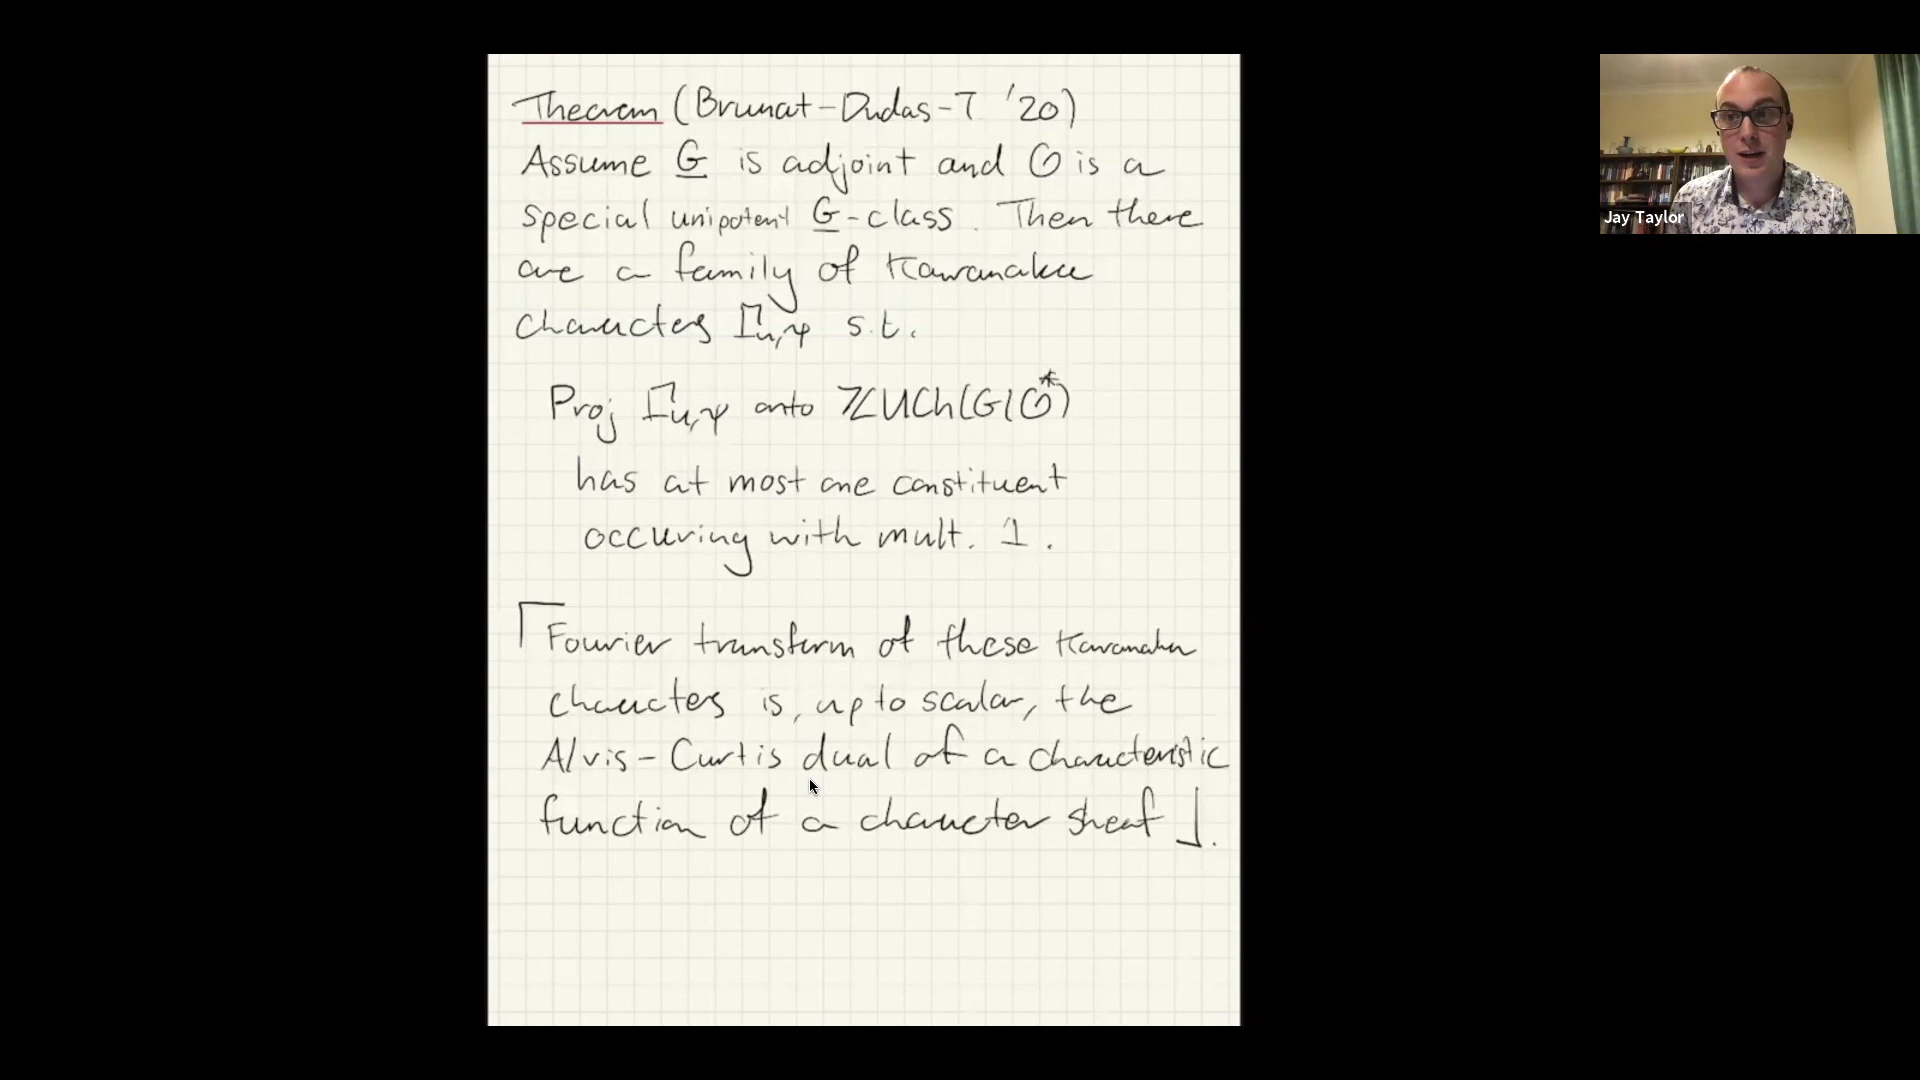 Theorem (Brunat-Dudas-T '20)
Assume G is adjoint and O is a
special unipotent G-class. Then there
are a family of Kawanaka
characters Γu,ψ s.t.
Proj Γu,ψ onto ZUCh(G|O*)
has at most one constituent
occuring with mult. 1.
⌈Fourier transform of these Kawanaka
characters is, up to scalar, the
Alvis-Curtis dual of a characteristic
function of a character sheaf⌋.
Jay Taylor